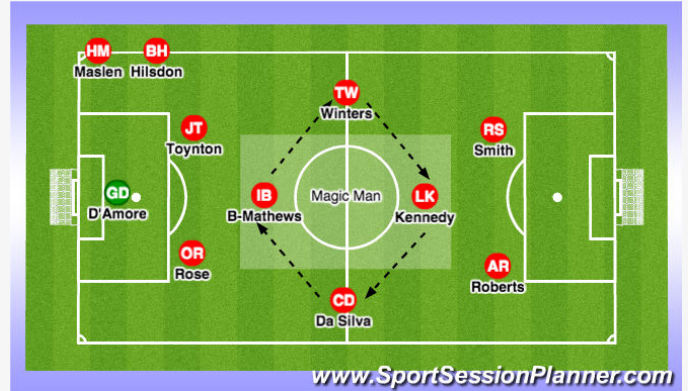 HM
BH
Maslen
Hilsdon
TW
Winters
JT
Toynton
RS
Smith
GD
D'Amore
IB
B-Mathews
Magic Man
LK
Kennedy
OR
Rose
AR
Roberts
CD
Da Silva
www.SportSessionPlanner.com